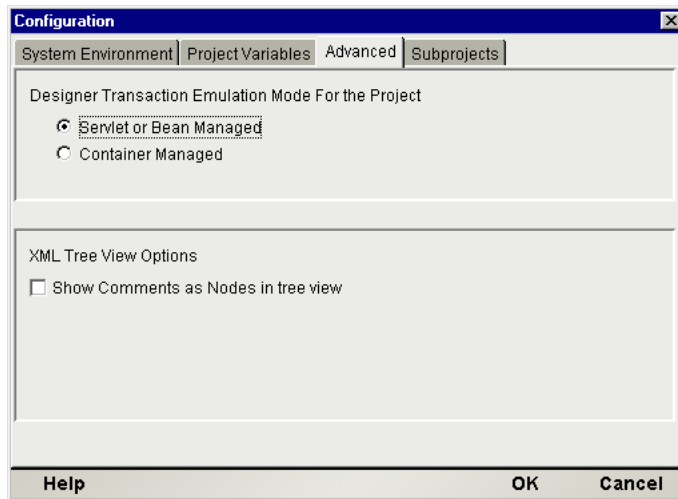 Configuration
System Environment Project Variables Advanced Subprojects
Designer Transaction Emulation Mode For the Project
Servlet or Bean Managed
Container Managed
XML Tree View Options
Show Comments as Nodes in tree view
Help OK Cancel